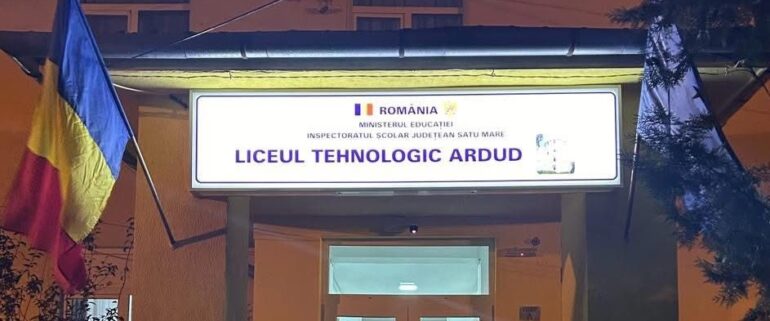 ROMÂNIA
MINISTERUL EDUCAȚIEI
INSPECTORATUL ȘCOLAR JUDEȚEAN SATU MARE
LICEUL TEHNOLOGIC ARDUD